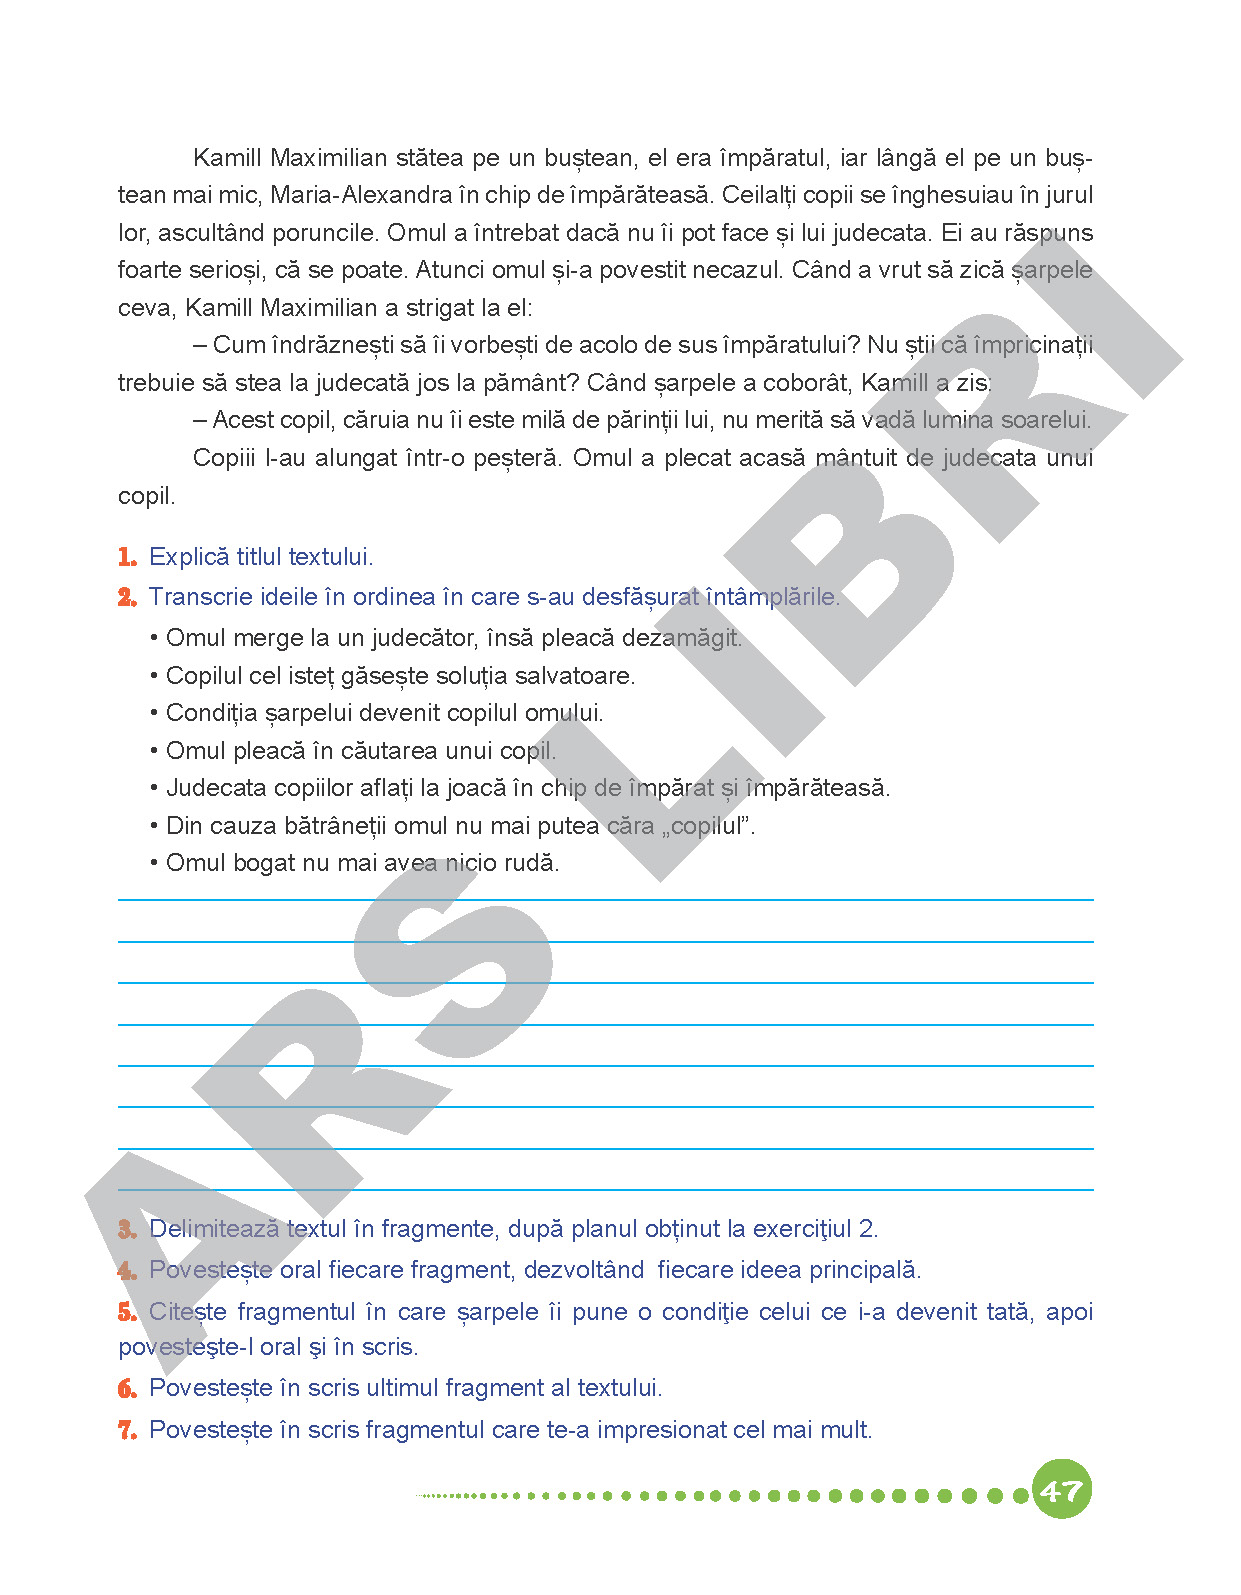 Kamill Maximilian stătea pe un buștean, el era împăratul, iar lângă el pe un buș-
tean mai mic, Maria-Alexandra în chip de împărăteasă. Ceilalți copii se înghesuiau în jurul
lor, ascultând poruncile. Omul a întrebat dacă nu îi pot face și lui judecata. Ei au răspuns
foarte serioși, că se poate. Atunci omul și-a povestit necazul. Când a vrut să zică șarpele
ceva, Kamill Maximilian a strigat la el:
– Cum îndrăznești să îi vorbești de acolo de sus împăratului? Nu știi că împricinații
trebuie să stea la judecată jos la pământ? Când șarpele a coborât, Kamill a zis:
– Acest copil, căruia nu îi este milă de părinții lui, nu merită să vadă lumina soarelui.
Copiii l-au alungat într-o peșteră. Omul a plecat acasă mântuit de judecata unui
copil.
1. Explică titlul textului.
2. Transcrie ideile în ordinea în care s-au desfășurat întâmplările.
• Omul merge la un judecător, însă pleacă dezamăgit.
• Copilul cel isteț găsește soluția salvatoare.
• Condiția șarpelui devenit copilul omului.
• Omul pleacă în căutarea unui copil.
• Judecata copiilor aflați la joacă în chip de împărat și împărăteasă.
• Din cauza bătrâneții omul nu mai putea căra „copilul”.
• Omul bogat nu mai avea nicio rudă.
3. Delimitează textul în fragmente, după planul obținut la exerciţiul 2.
4. Povestește oral fiecare fragment, dezvoltând fiecare ideea principală.
5. Citește fragmentul în care șarpele îi pune o condiţie celui ce i-a devenit tată, apoi
povesteşte-l oral şi în scris.
6. Povestește în scris ultimul fragment al textului.
7. Povestește în scris fragmentul care te-a impresionat cel mai mult.
47
ARS LIBRI